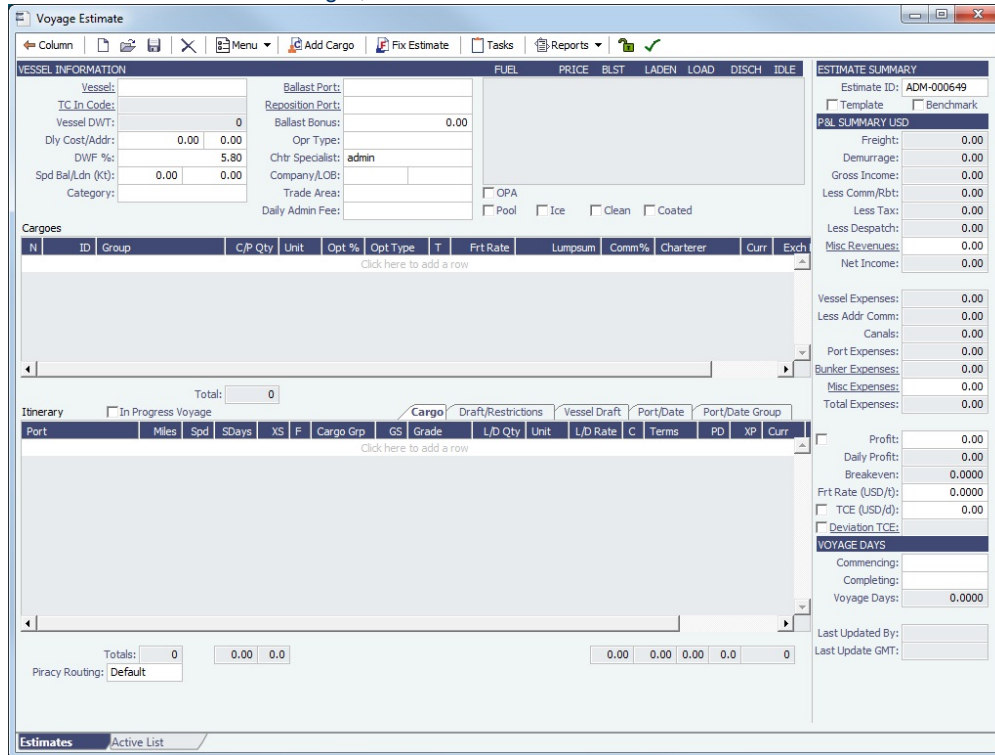 Voyage Estimate
Column Menu Add Cargo Fix Estimate Tasks Reports
VESSEL INFORMATION FUEL PRICE BLST LADEN LOAD DISCH IDLE ESTIMATE SUMMARY
Vessel: Ballast Port: Estimate ID: ADM-000649
TC In Code: Reposition Port: Template Benchmark
Vessel DWT: 0 Ballast Bonus: 0.00 P&L SUMMARY USD
Dly Cost/Addr: 0.00 0.00 Opr Type: Freight: 0.00
DWF %: 5.80 Chtr Specialist: admin Demurrage: 0.00
Spd Bal/Ldn (Kt): 0.00 0.00 Company/LOB: Gross Income: 0.00
Category: Trade Area: OPA Less Comm/Rbt: 0.00
Daily Admin Fee: Pool Ice Clean Coated Less Tax: 0.00
Cargoes Less Despatch: 0.00
N ID Group C/P Qty Unit Opt % Opt Type T Frt Rate Lumpsum Comm% Charterer Curr Exch Misc Revenues: 0.00
Click here to add a row Net Income: 0.00
Vessel Expenses: 0.00
Less Addr Comm: 0.00
Canals: 0.00
Port Expenses: 0.00
Bunker Expenses: 0.00
Total: 0 Misc Expenses: 0.00
Itinerary In Progress Voyage Cargo Draft/Restrictions Vessel Draft Port/Date Port/Date Group Total Expenses: 0.00
Port Miles Spd SDays XS F Cargo Grp GS Grade L/D Qty Unit L/D Rate C Terms PD XP Curr
Click here to add a row Profit: 0.00
Daily Profit: 0.00
Breakeven: 0.0000
Frt Rate (USD/t): 0.0000
TCE (USD/d): 0.00
Deviation TCE:
VOYAGE DAYS
Commencing:
Completing:
Voyage Days: 0.0000
Last Updated By:
Totals: 0 0.00 0.0 0.00 0.00 0.00 0.0 0 Last Update GMT:
Piracy Routing: Default
Estimates Active List